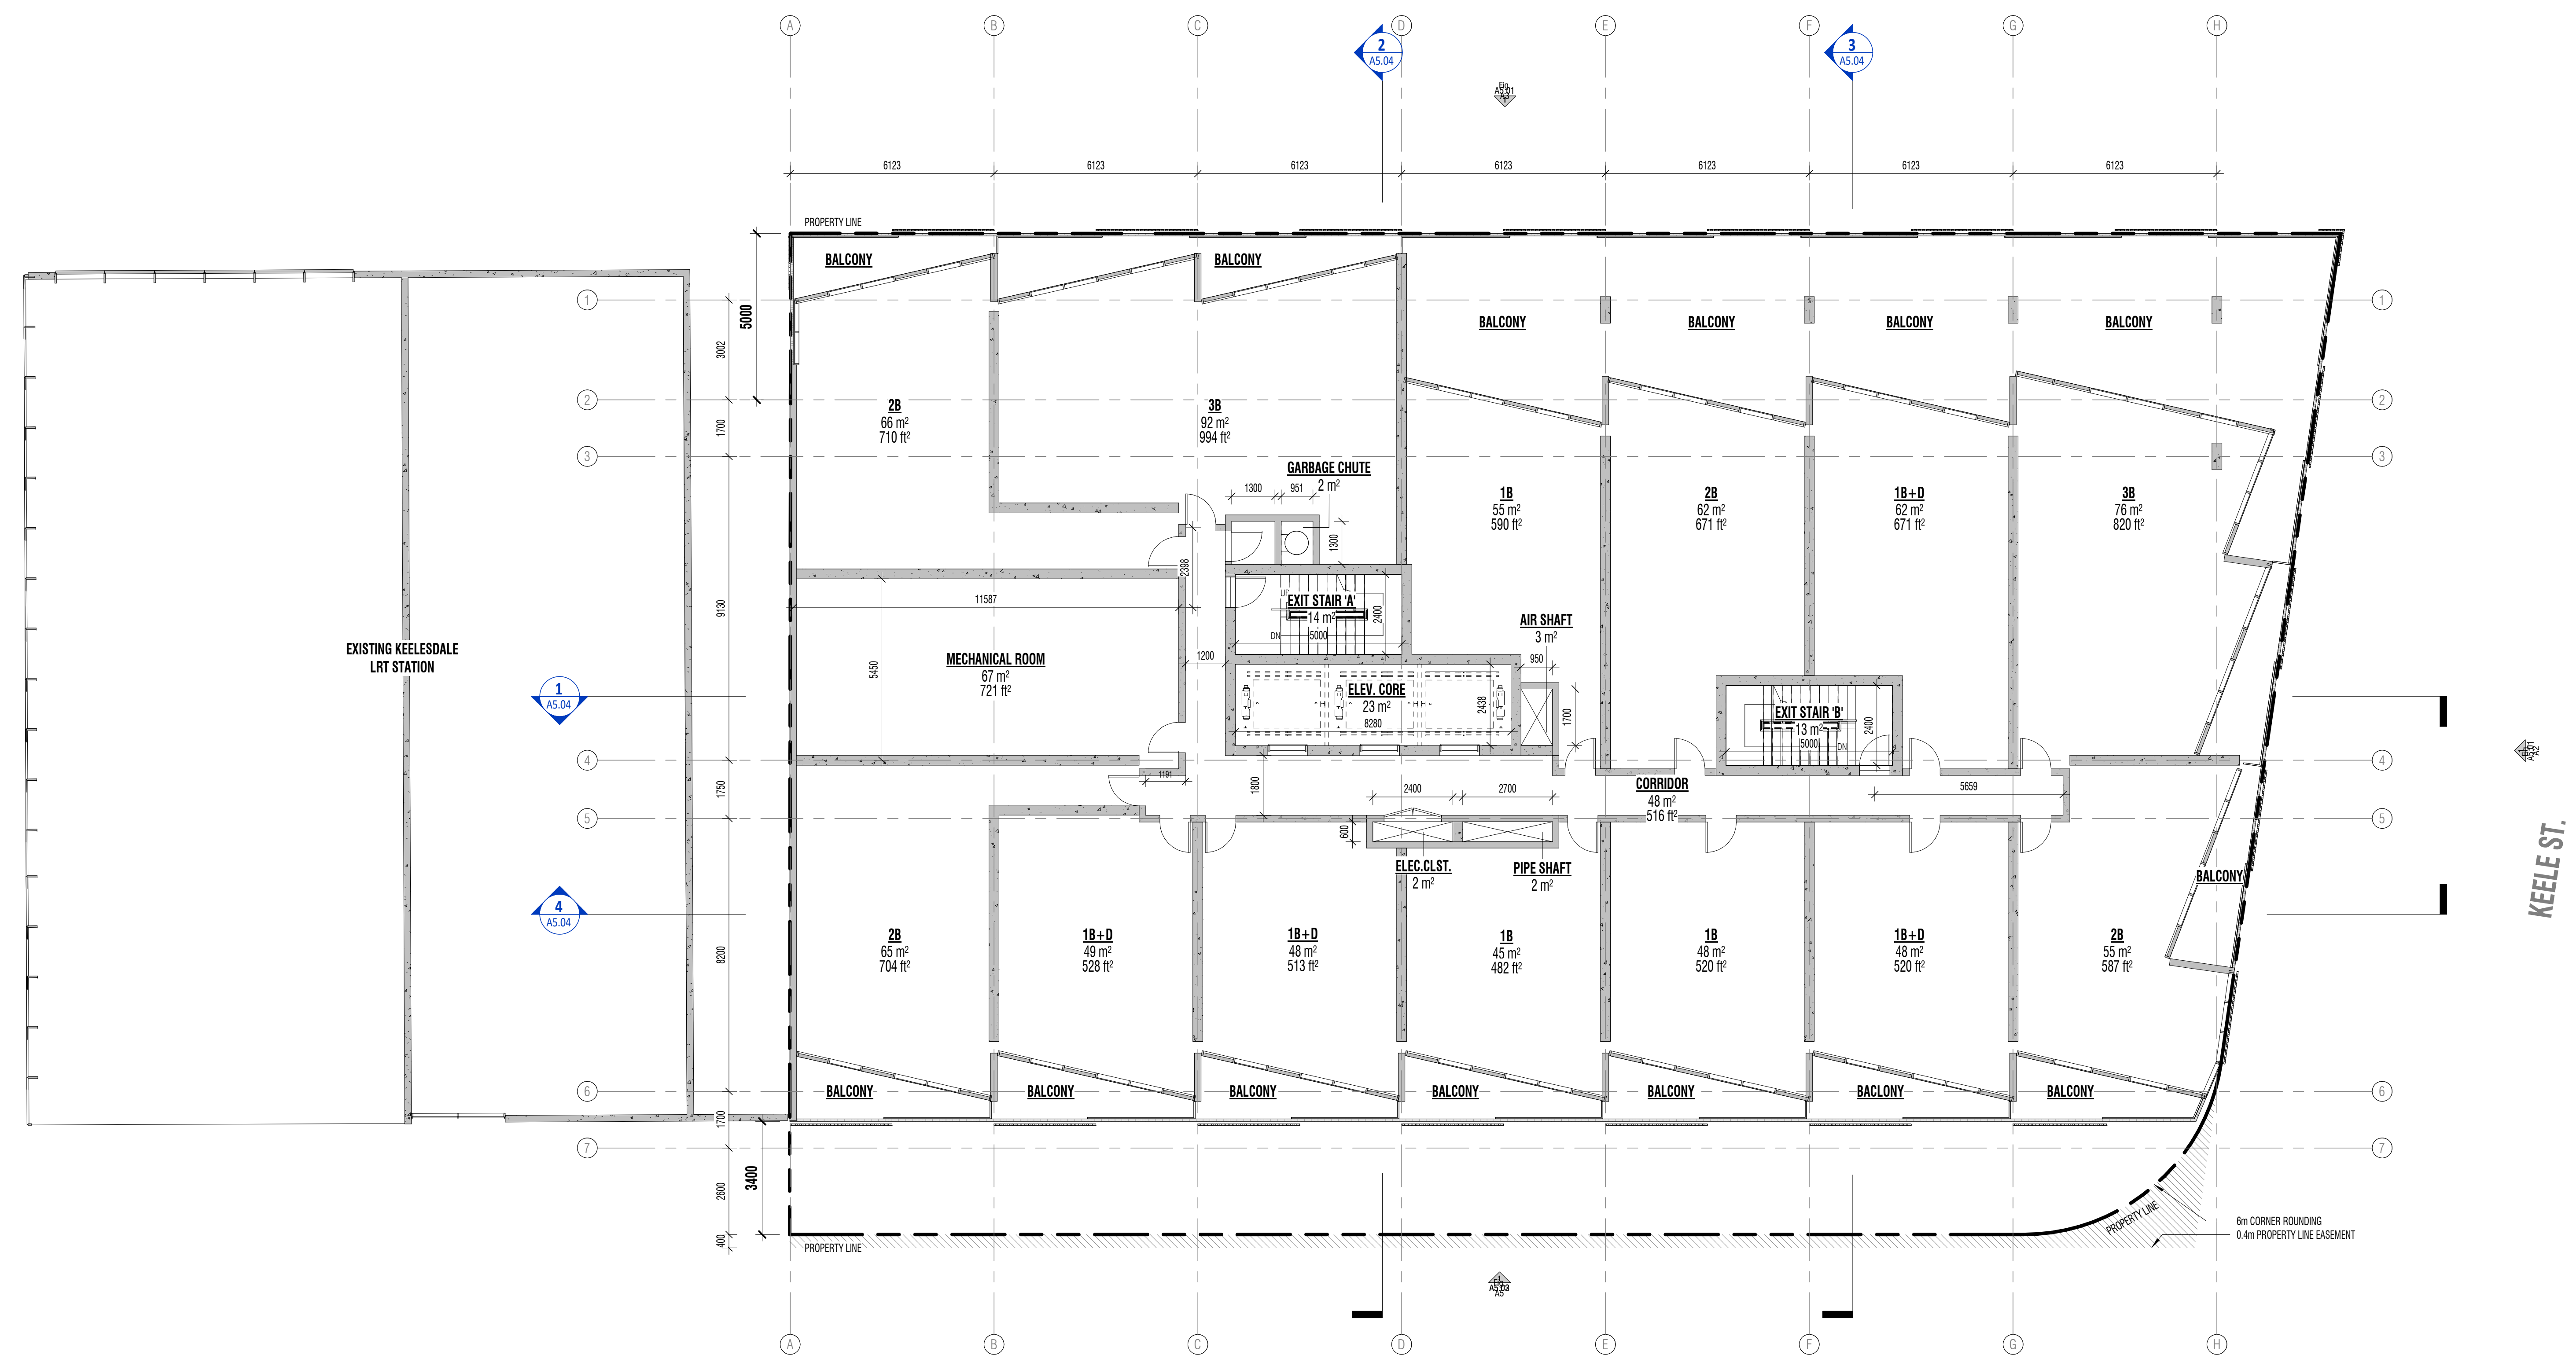 A
B
C
D
E
F
G
H
2
A5.04
3
A5.04
A5.01
6123
6123
6123
6123
6123
6123
6123
PROPERTY LINE
BALCONY
BALCONY
1
1
5000
3002
BALCONY
BALCONY
BALCONY
BALCONY
2
2
2B
66 m²
710 ft²
3B
92 m²
994 ft²
1700
3
3
GARBAGE CHUTE
2 m²
1300
951
1300
1B
55 m²
590 ft²
2B
62 m²
671 ft²
1B+D
62 m²
671 ft²
3B
76 m²
820 ft²
2398
9130
11587
EXIT STAIR 'A'
14 m²
2400
DN
5000
AIR SHAFT
3 m²
950
EXISTING KEELESDALE
LRT STATION
MECHANICAL ROOM
67 m²
721 ft²
5450
1200
ELEV. CORE
23 m²
8280
2438
1700
EXIT STAIR 'B'
13 m²
5000
2400
DN
1
A5.04
A5.01
A2
4
4
1191
1750
1800
2400
2700
CORRIDOR
48 m²
516 ft²
5659
5
5
600
ELEC.CLST.
2 m²
PIPE SHAFT
2 m²
BALCONY
KEELE ST.
4
A5.04
8200
2B
65 m²
704 ft²
1B+D
49 m²
528 ft²
1B+D
48 m²
513 ft²
1B
45 m²
482 ft²
1B
48 m²
520 ft²
1B+D
48 m²
520 ft²
2B
55 m²
587 ft²
6
6
BALCONY
BALCONY
BALCONY
BALCONY
BALCONY
BACLONY
BALCONY
1700
7
7
3400
2600
400
PROPERTY LINE
PROPERTY LINE
6m CORNER ROUNDING
0.4m PROPERTY LINE EASEMENT
A5
A
B
C
D
E
F
G
H